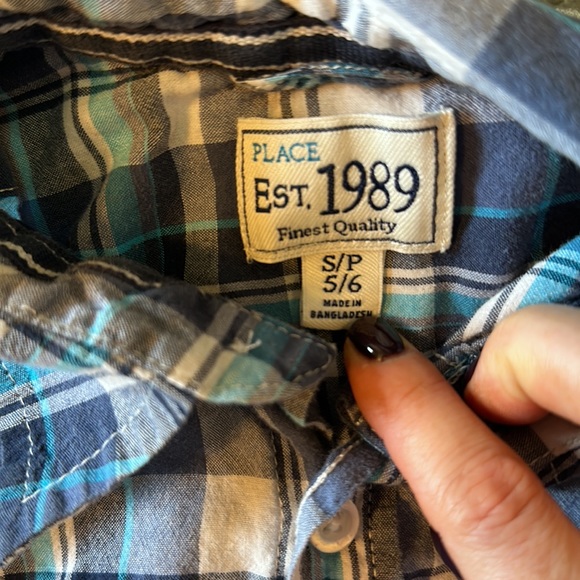 PLACE
EST. 1989
Finest Quality
S/P
5/6
MADE IN
BANGLADESH